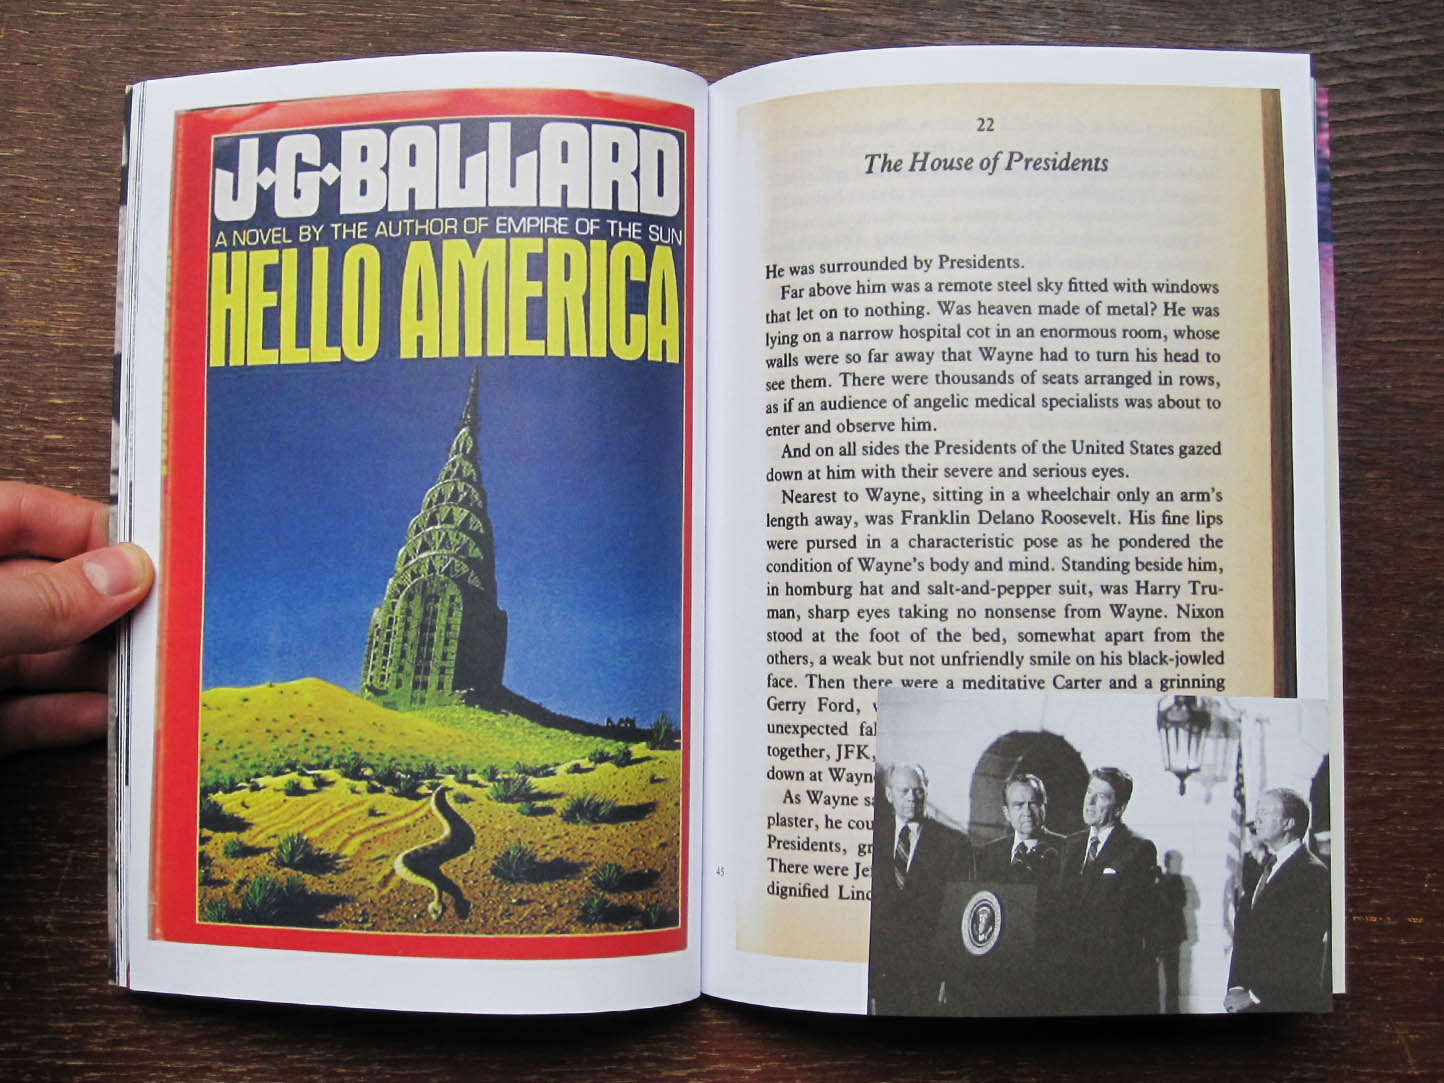 J·G·BALLARD
A NOVEL BY THE AUTHOR OF EMPIRE OF THE SUN
HELLO AMERICA
22
The House of Presidents
He was surrounded by Presidents.
Far above him was a remote steel sky fitted with windows
that let on to nothing. Was heaven made of metal? He was
lying on a narrow hospital cot in an enormous room, whose
walls were so far away that Wayne had to turn his head to
see them. There were thousands of seats arranged in rows,
as if an audience of angelic medical specialists was about to
enter and observe him.
And on all sides the Presidents of the United States gazed
down at him with their severe and serious eyes.
Nearest to Wayne, sitting in a wheelchair only an arm's
length away, was Franklin Delano Roosevelt. His fine lips
were pursed in a characteristic pose as he pondered the
condition of Wayne's body and mind. Standing beside him,
in homburg hat and salt-and-pepper suit, was Harry Tru-
man, sharp eyes taking no nonsense from Wayne. Nixon
stood at the foot of the bed, somewhat apart from the
others, a weak but not unfriendly smile on his black-jowled
face. Then there were a meditative Carter and a grinning
Gerry Ford,
unexpected
together, JFK,
down at
As Wayne
plaster, he
Presidents,
There were
dignified
45